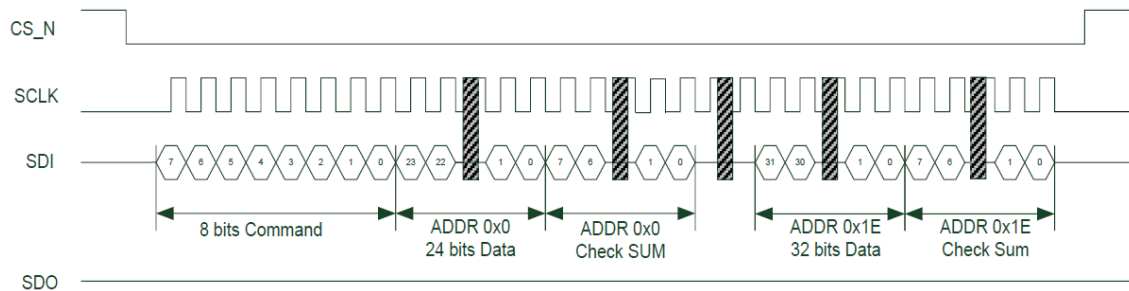 CS_N
SCLK
SDI 7 6 5 4 3 2 1 0 23 22 1 0 7 6 1 0 31 30 1 0 7 6 1 0
8 bits Command
ADDR 0x0
24 bits Data
ADDR 0x0
Check SUM
ADDR 0x1E
32 bits Data
ADDR 0x1E
Check Sum
SDO